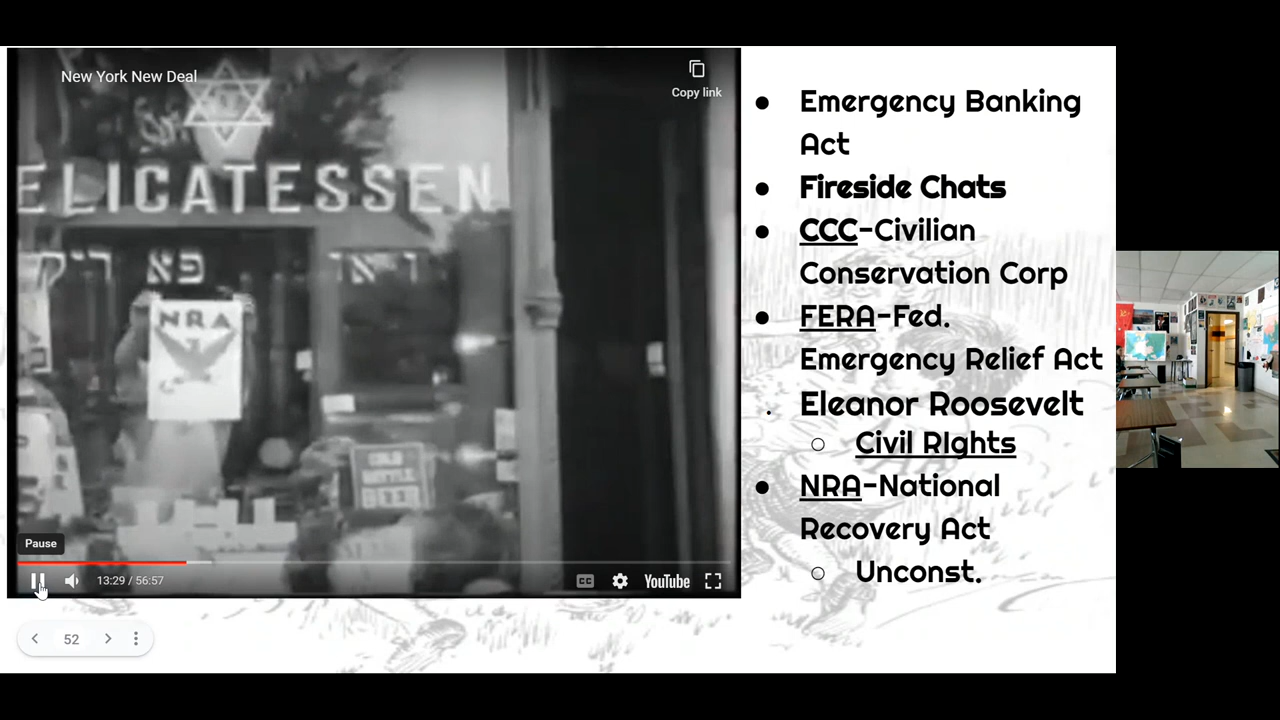 New York New Deal
Copy link
ELICATESSEN
NRA
Pause
13:29 / 56:57
CC
YouTube
52
● Emergency Banking
Act
● Fireside Chats
● CCC-Civilian
Conservation Corp
● FERA-Fed.
Emergency Relief Act
. Eleanor Roosevelt
○ Civil RIghts
● NRA-National
Recovery Act
○ Unconst.